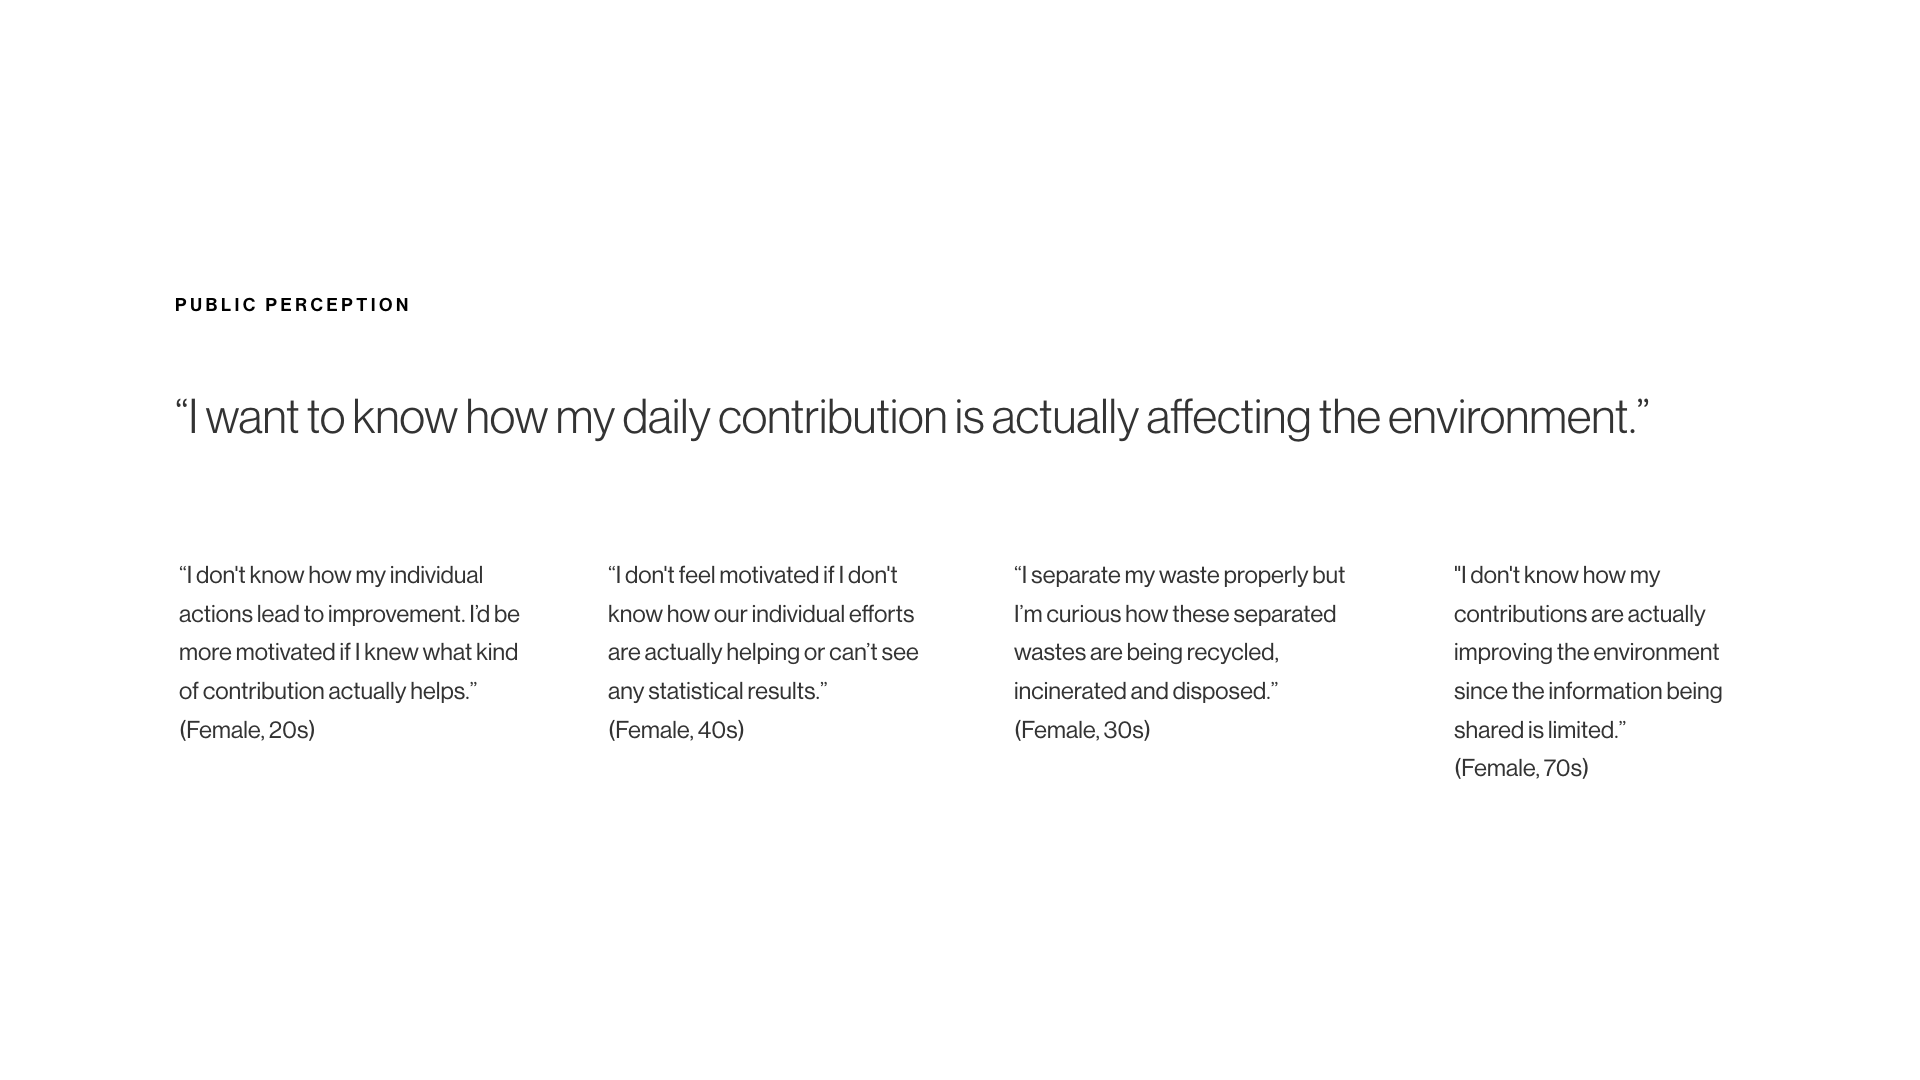 PUBLIC PERCEPTION
“I want to know how my daily contribution is actually affecting the environment.”
“I don't know how my individual
actions lead to improvement. I’d be
more motivated if I knew what kind
of contribution actually helps.”
(Female, 20s)
“I don't feel motivated if I don't
know how our individual efforts
are actually helping or can’t see
any statistical results.”
(Female, 40s)
“I separate my waste properly but
I’m curious how these separated
wastes are being recycled,
incinerated and disposed.”
(Female, 30s)
"I don't know how my
contributions are actually
improving the environment
since the information being
shared is limited.”
(Female, 70s)